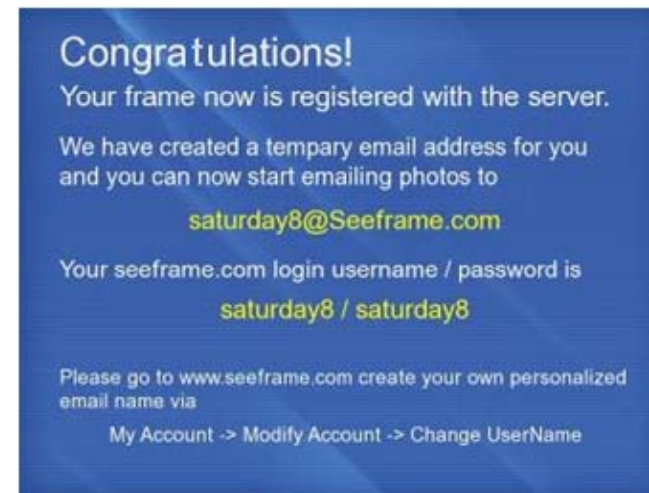 Congratulations!
Your frame now is registered with the server.
We have created a tempary email address for you
and you can now start emailing photos to
saturday8@Seeframe.com
Your seeframe.com login username / password is
saturday8 / saturday8
Please go to www.seeframe.com create your own personalized
email name via
My Account -> Modify Account -> Change UserName